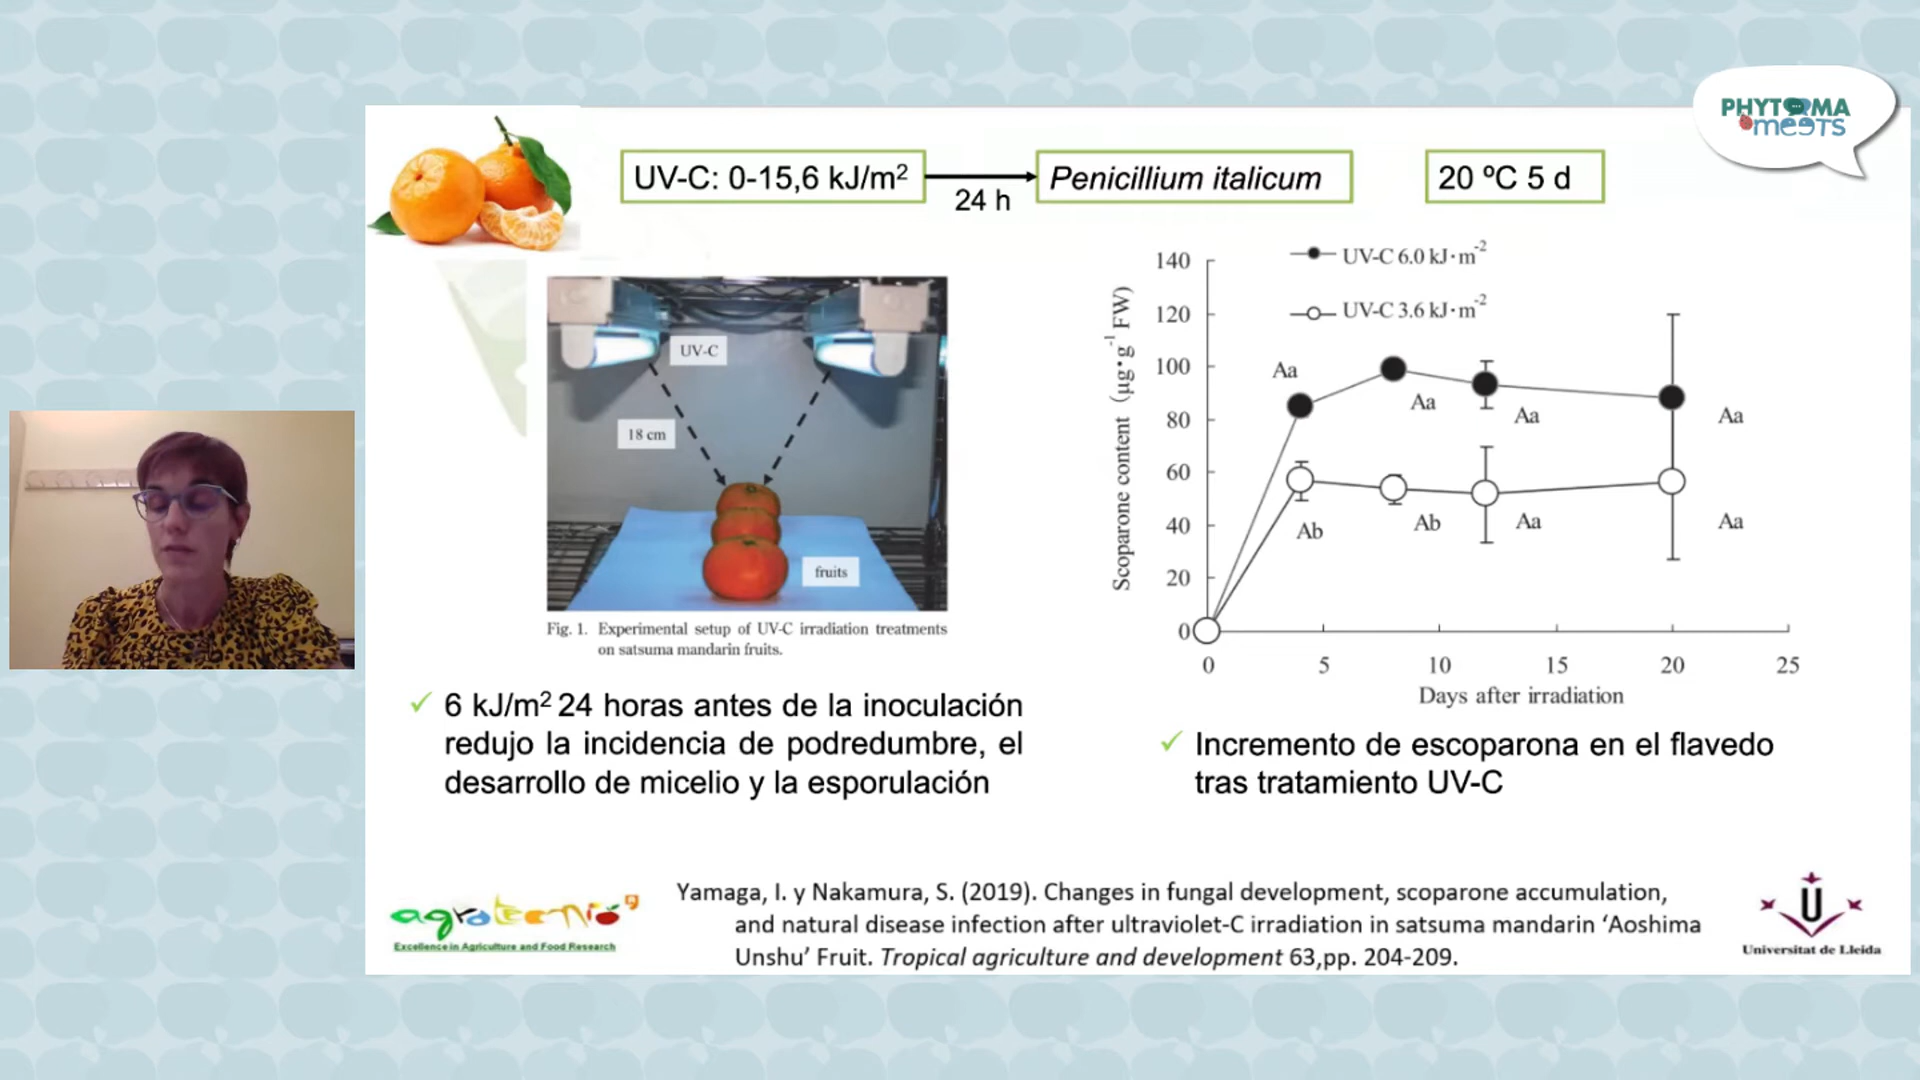 PHYTOMA
meeTS
UV-C: 0-15,6 kJ/m²
24 h
Penicillium italicum
20 ºC 5 d
UV-C
18 cm
fruits
Fig. 1. Experimental setup of UV-C irradiation treatments
on satsuma mandarin fruits.
UV-C 6.0 kJ·m⁻²
UV-C 3.6 kJ·m⁻²
Scoparone content (µg·g⁻¹ FW)
140
120
100
80
60
40
20
0
Aa
Aa
Aa
Aa
Ab
Ab
Aa
Aa
0 5 10 15 20 25
Days after irradiation
✓ 6 kJ/m² 24 horas antes de la inoculación
redujo la incidencia de podredumbre, el
desarrollo de micelio y la esporulación
✓ Incremento de escoparona en el flavedo
tras tratamiento UV-C
agrotecnio
Excellence in Agriculture and Food Research
Yamaga, I. y Nakamura, S. (2019). Changes in fungal development, scoparone accumulation,
and natural disease infection after ultraviolet-C irradiation in satsuma mandarin ‘Aoshima
Unshu’ Fruit. Tropical agriculture and development 63,pp. 204-209.
U
Universitat de Lleida